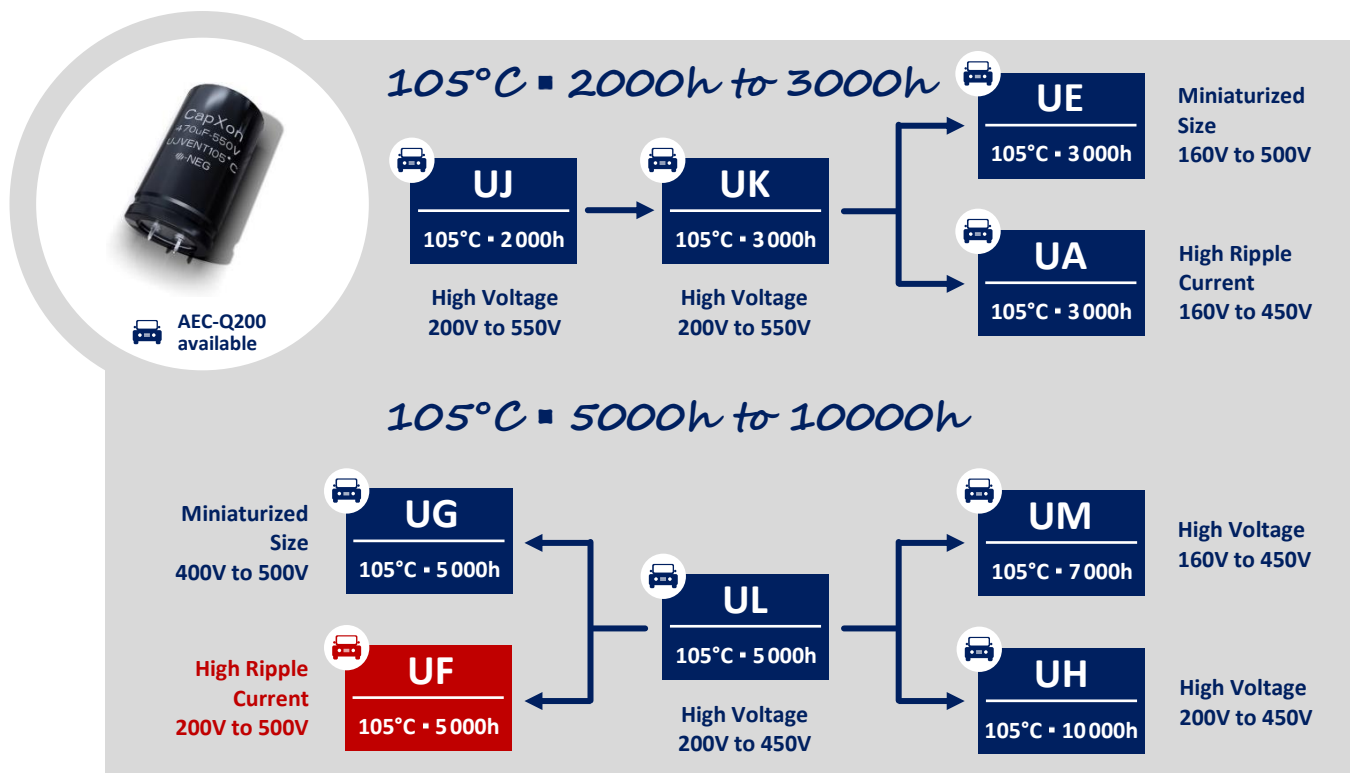 CapXon
470uF-550V
UJVENT105°C
-NEG
AEC-Q200
available
105°C ▪ 2000h to 3000h
UJ
105°C ▪ 2000h
High Voltage
200V to 550V
UK
105°C ▪ 3000h
High Voltage
200V to 550V
UE
105°C ▪ 3000h
Miniaturized
Size
160V to 500V
UA
105°C ▪ 3000h
High Ripple
Current
160V to 450V
105°C ▪ 5000h to 10000h
Miniaturized
Size
400V to 500V
UG
105°C ▪ 5000h
High Ripple
Current
200V to 500V
UF
105°C ▪ 5000h
UL
105°C ▪ 5000h
High Voltage
200V to 450V
UM
105°C ▪ 7000h
High Voltage
160V to 450V
UH
105°C ▪ 10000h
High Voltage
200V to 450V